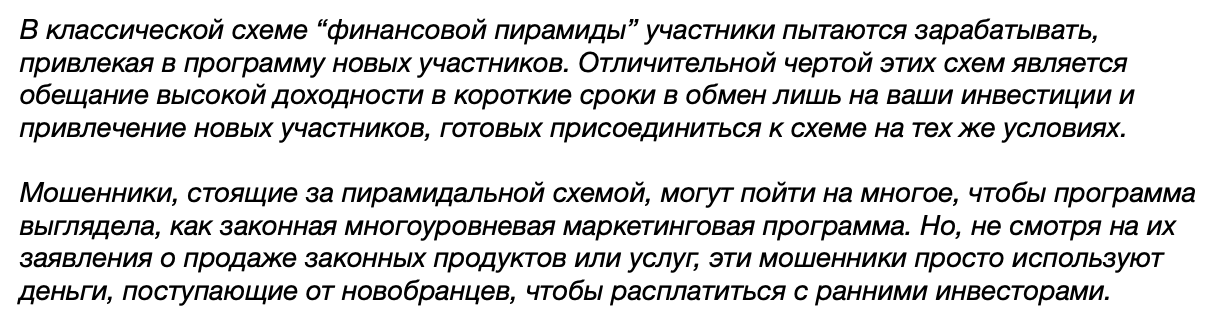 В классической схеме “финансовой пирамиды” участники пытаются зарабатывать,
привлекая в программу новых участников. Отличительной чертой этих схем является
обещание высокой доходности в короткие сроки в обмен лишь на ваши инвестиции и
привлечение новых участников, готовых присоединиться к схеме на тех же условиях.

Мошенники, стоящие за пирамидальной схемой, могут пойти на многое, чтобы программа
выглядела, как законная многоуровневая маркетинговая программа. Но, не смотря на их
заявления о продаже законных продуктов или услуг, эти мошенники просто используют
деньги, поступающие от новобранцев, чтобы расплатиться с ранними инвесторами.